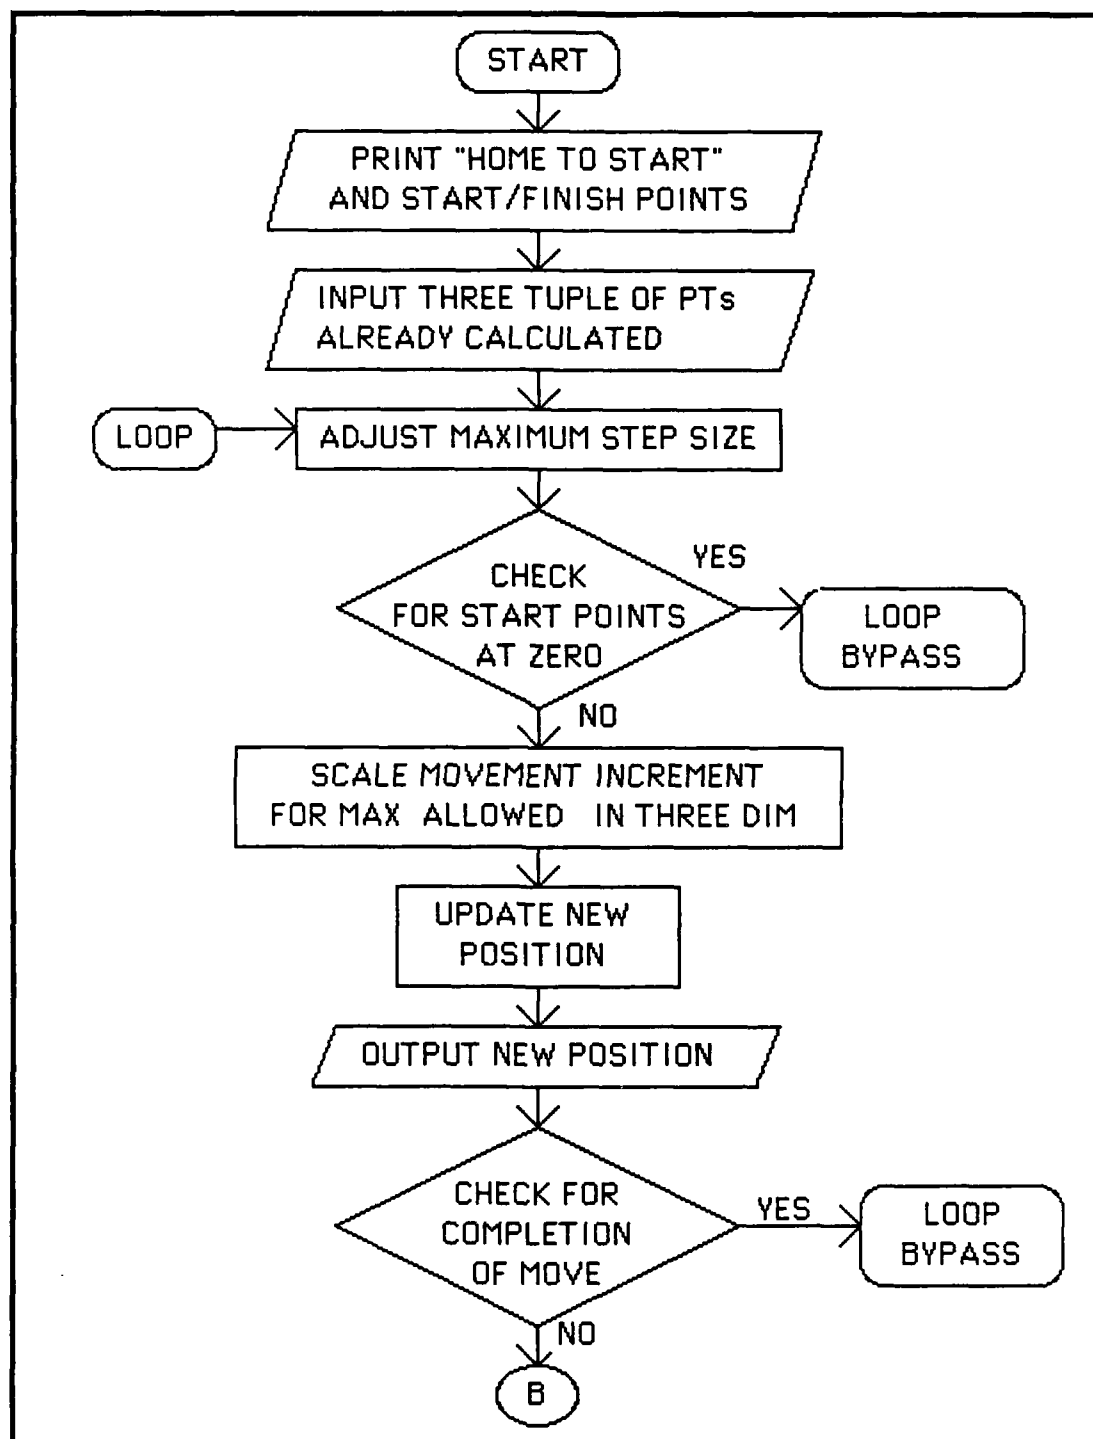 START
PRINT "HOME TO START"
AND START/FINISH POINTS
INPUT THREE TUPLE OF PTs
ALREADY CALCULATED
LOOP
ADJUST MAXIMUM STEP SIZE
YES
CHECK
FOR START POINTS
AT ZERO
LOOP
BYPASS
NO
SCALE MOVEMENT INCREMENT
FOR MAX ALLOWED IN THREE DIM
UPDATE NEW
POSITION
OUTPUT NEW POSITION
CHECK FOR
COMPLETION
OF MOVE
YES
LOOP
BYPASS
NO
B